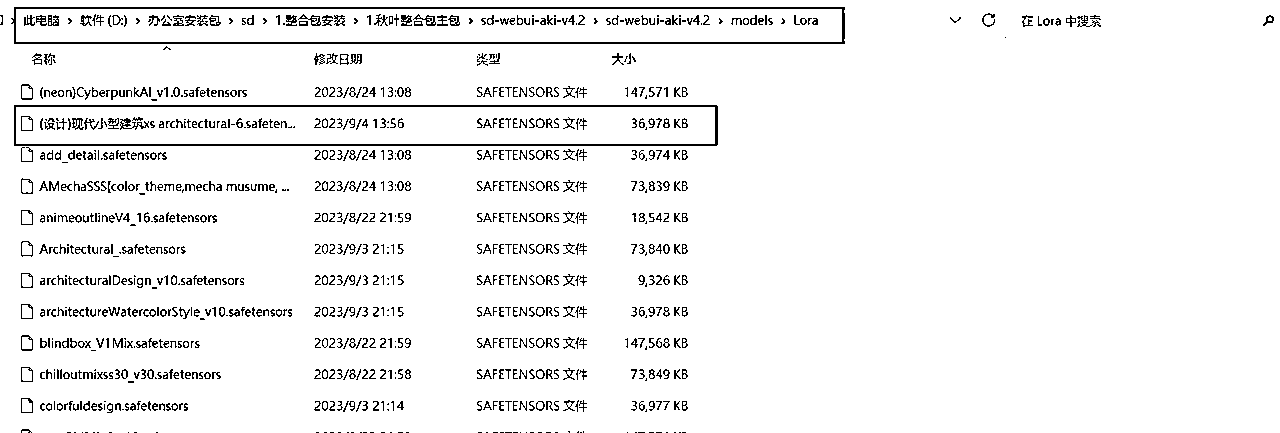 此电脑 > 软件 (D:) > 办公室安装包 > sd > 1.整合包安装 > 1.秋叶整合包主包 > sd-webui-aki-v4.2 > sd-webui-aki-v4.2 > models > Lora 在 Lora 中搜索
名称 修改日期 类型 大小
(neon)CyberpunkAI_v1.0.safetensors 2023/8/24 13:08 SAFETENSORS 文件 147,571 KB
(设计)现代小型建筑xs architectural-6.safeten... 2023/9/4 13:56 SAFETENSORS 文件 36,978 KB
add_detail.safetensors 2023/8/24 13:08 SAFETENSORS 文件 36,974 KB
AMechaSSS[color_theme,mecha musume, ... 2023/8/24 13:08 SAFETENSORS 文件 73,839 KB
animeoutlineV4_16.safetensors 2023/8/22 21:59 SAFETENSORS 文件 18,542 KB
Architectural_.safetensors 2023/9/3 21:15 SAFETENSORS 文件 73,840 KB
architecturalDesign_v10.safetensors 2023/9/3 21:15 SAFETENSORS 文件 9,326 KB
architectureWatercolorStyle_v10.safetensors 2023/9/3 21:15 SAFETENSORS 文件 36,978 KB
blindbox_V1Mix.safetensors 2023/8/22 21:59 SAFETENSORS 文件 147,568 KB
chilloutmixss30_v30.safetensors 2023/8/22 21:58 SAFETENSORS 文件 73,849 KB
colorfuldesign.safetensors 2023/9/3 21:14 SAFETENSORS 文件 36,977 KB